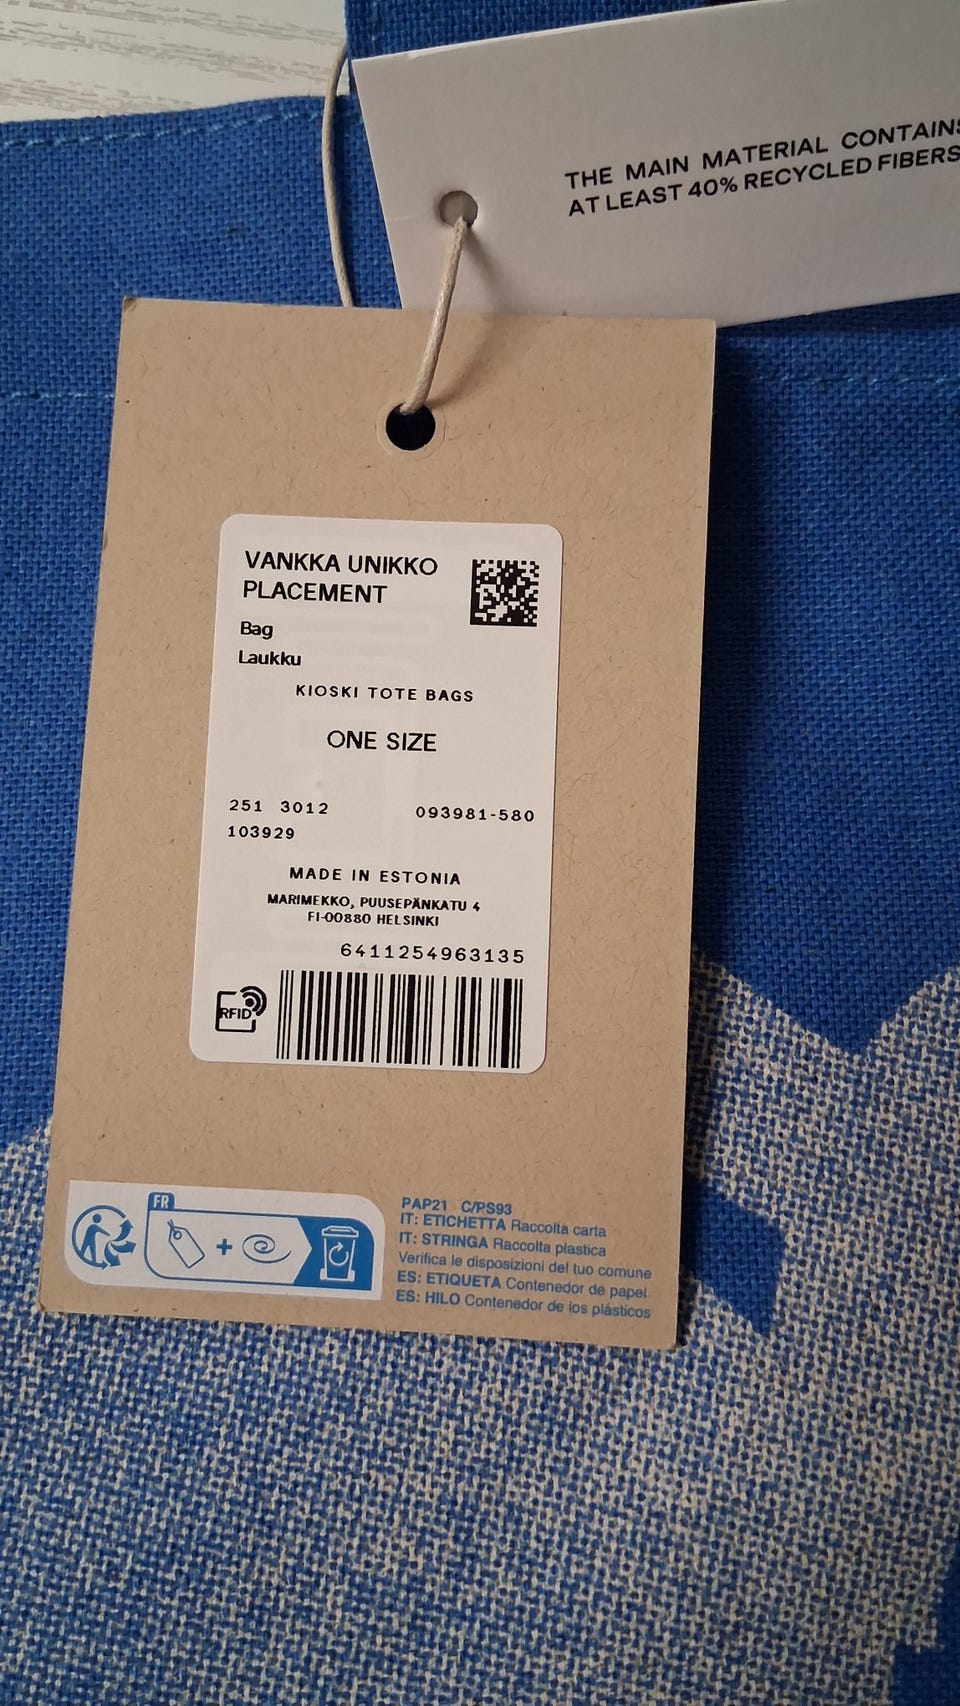 THE MAIN MATERIAL CONTAINS
AT LEAST 40% RECYCLED FIBERS
VANKKA UNIKKO
PLACEMENT
Bag
Laukku
KIOSKI TOTE BAGS
ONE SIZE
251 3012 093981-580
103929
MADE IN ESTONIA
MARIMEKKO, PUUSEPÄNKATU 4
FI-00880 HELSINKI
6411254963135
RFID
FR
PAP21 C/PS93
IT: ETICHETTA Raccolta carta
IT: STRINGA Raccolta plastica
Verifica le disposizioni del tuo comune
ES: ETIQUETA Contenedor de papel
ES: HILO Contenedor de los plásticos